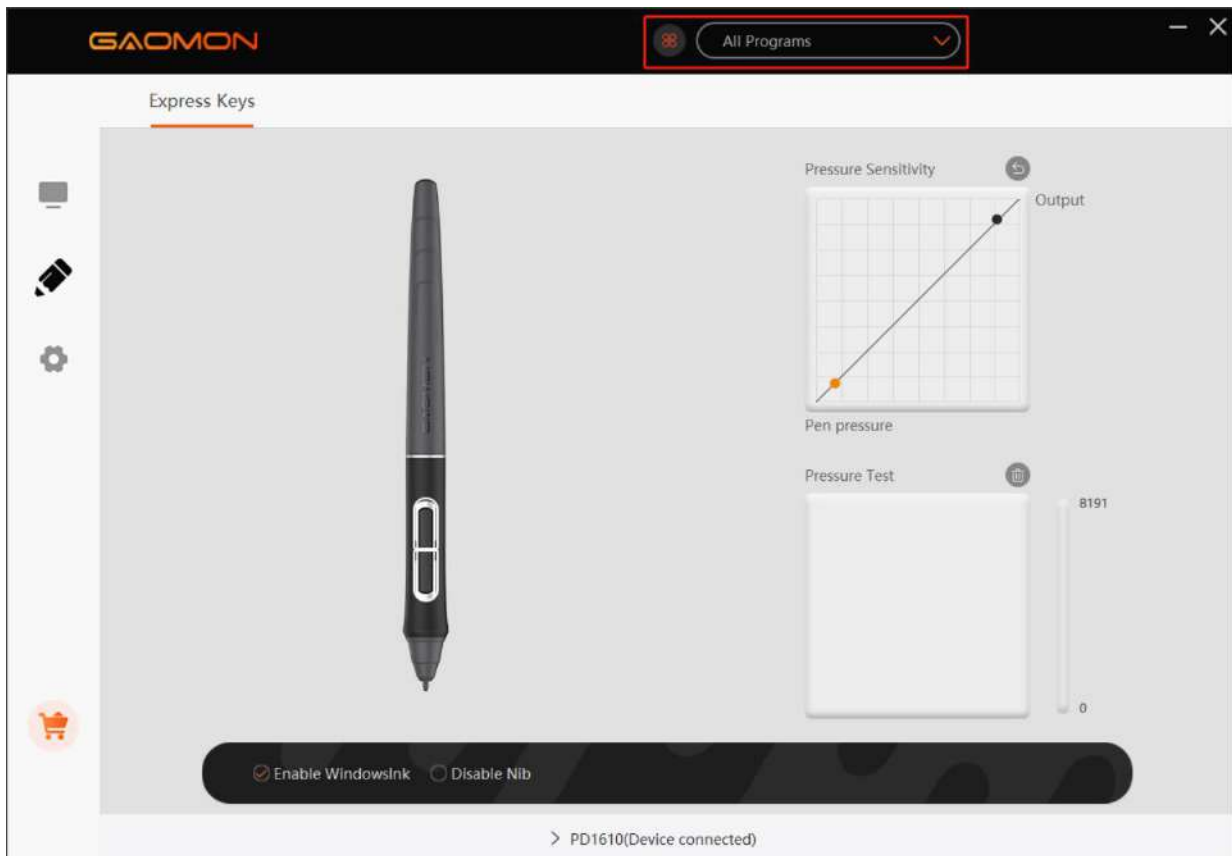 GAOMON
All Programs
Express Keys
Pressure Sensitivity
Output
Pen pressure
Pressure Test
8191
0
Enable WindowsInk
Disable Nib
PD1610(Device connected)